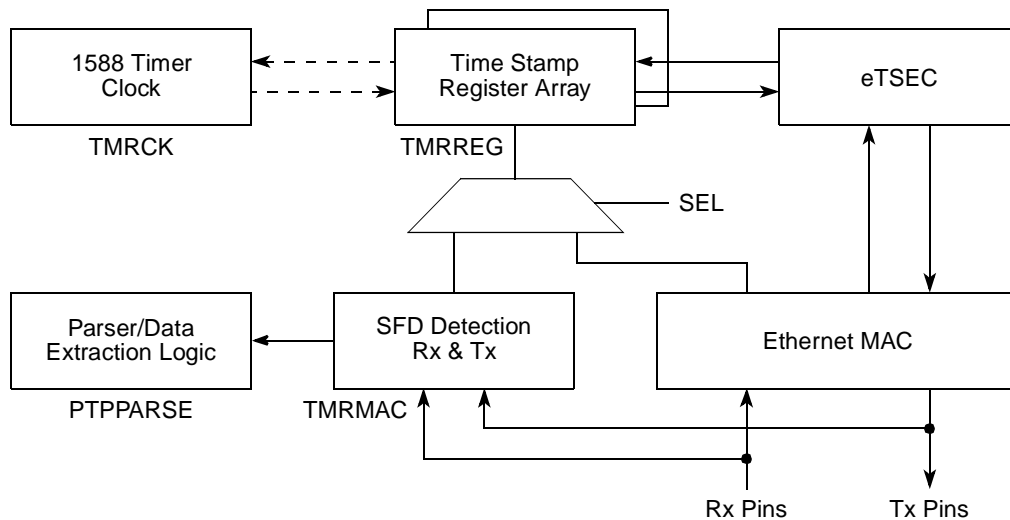 1588 Timer
Clock
TMRCK
Time Stamp
Register Array
TMRREG
eTSEC
SEL
Parser/Data
Extraction Logic
PTPPARSE
SFD Detection
Rx & Tx
TMRMAC
Ethernet MAC
Rx Pins
Tx Pins